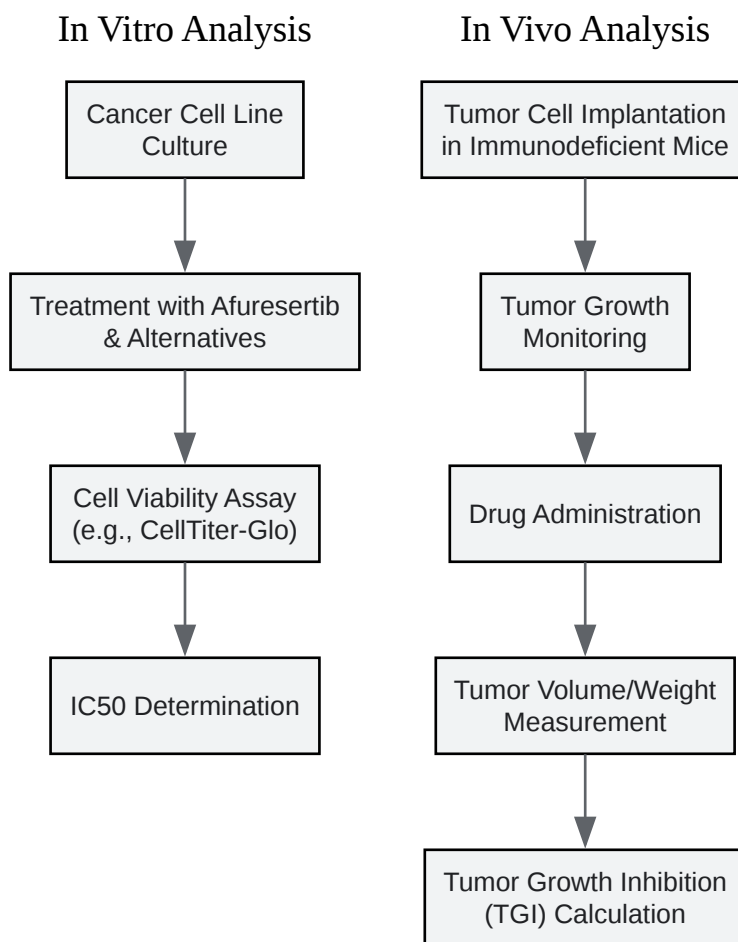 In Vitro Analysis
Cancer Cell Line
Culture
Treatment with Afuresertib
& Alternatives
Cell Viability Assay
(e.g., CellTiter-Glo)
IC50 Determination
In Vivo Analysis
Tumor Cell Implantation
in Immunodeficient Mice
Tumor Growth
Monitoring
Drug Administration
Tumor Volume/Weight
Measurement
Tumor Growth Inhibition
(TGI) Calculation